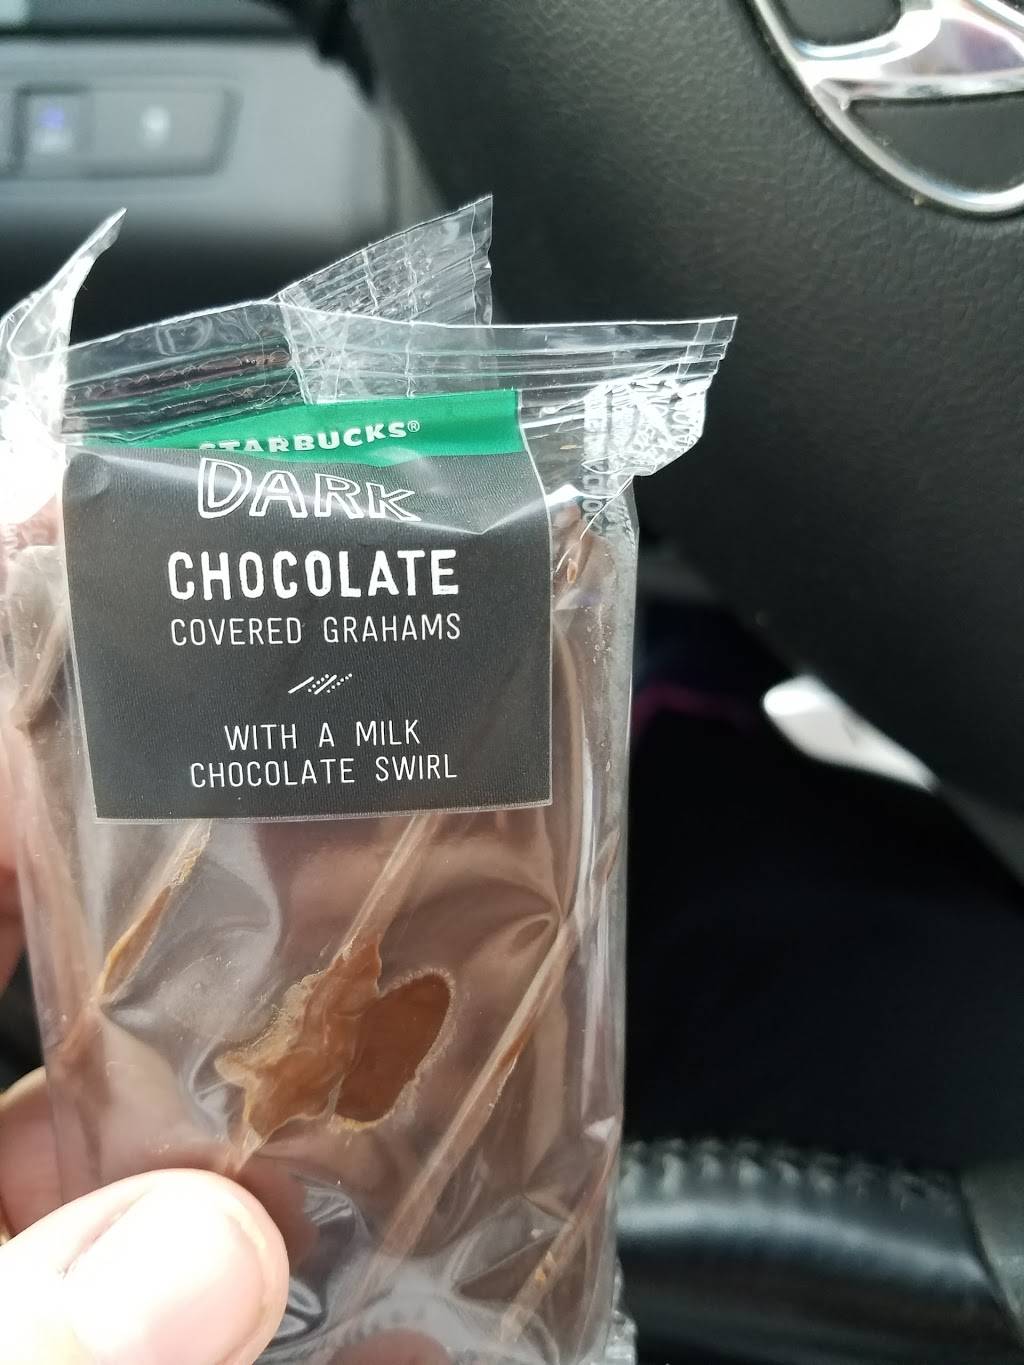 STARBUCKS®
DARK
CHOCOLATE
COVERED GRAHAMS
WITH A MILK
CHOCOLATE SWIRL